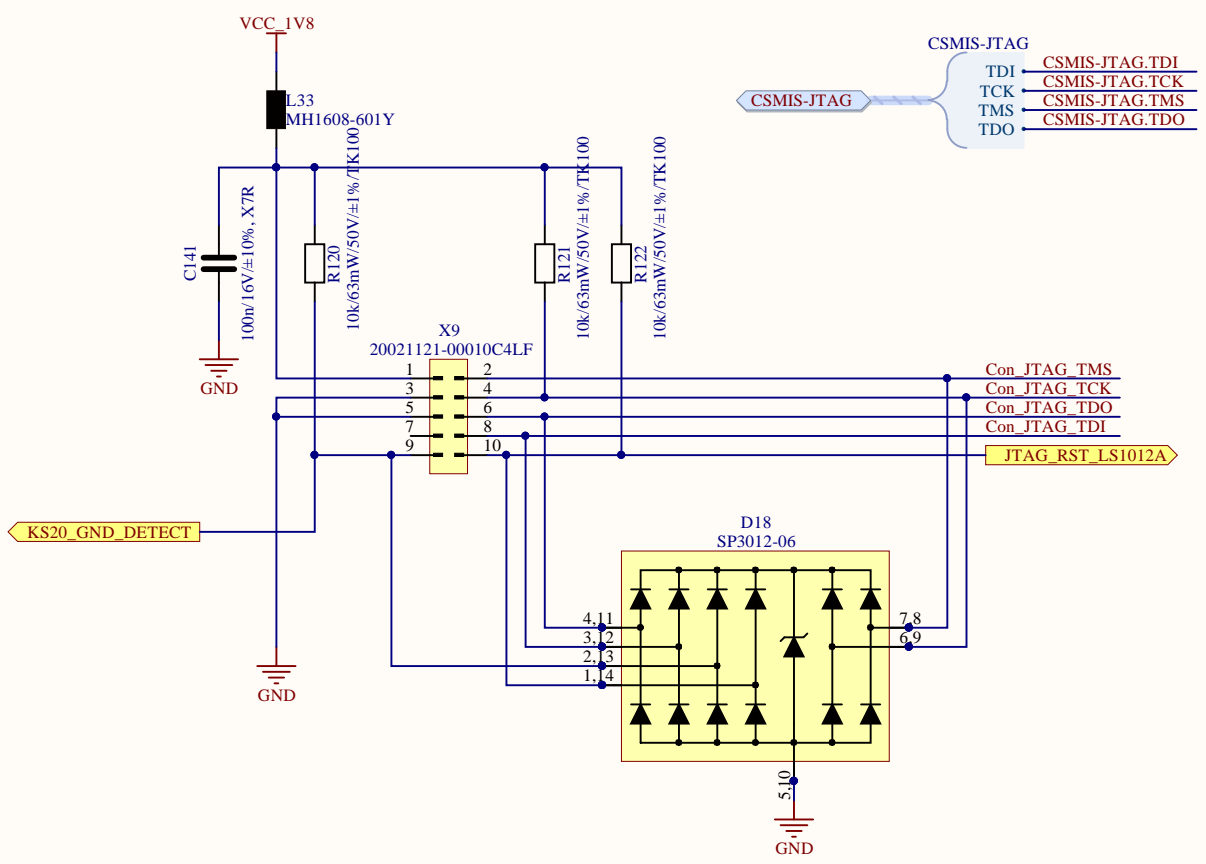 VCC_1V8
CSMIS-JTAG
CSMIS-JTAG
TDI
CSMIS-JTAG.TDI
TCK
CSMIS-JTAG.TCK
TMS
CSMIS-JTAG.TMS
TDO
CSMIS-JTAG.TDO
L33
MH1608-601Y
C141
100n/16V/±10%, X7R
R120
10k/63mW/50V/±1%/TK100
R121
10k/63mW/50V/±1%/TK100
R122
10k/63mW/50V/±1%/TK100
GND
X9
20021121-00010C4LF
1
2
3
4
5
6
7
8
9
10
Con_JTAG_TMS
Con_JTAG_TCK
Con_JTAG_TDO
Con_JTAG_TDI
JTAG_RST_LS1012A
KS20_GND_DETECT
GND
D18
SP3012-06
4,11
3,12
2,13
1,14
7,8
6,9
5,10
GND